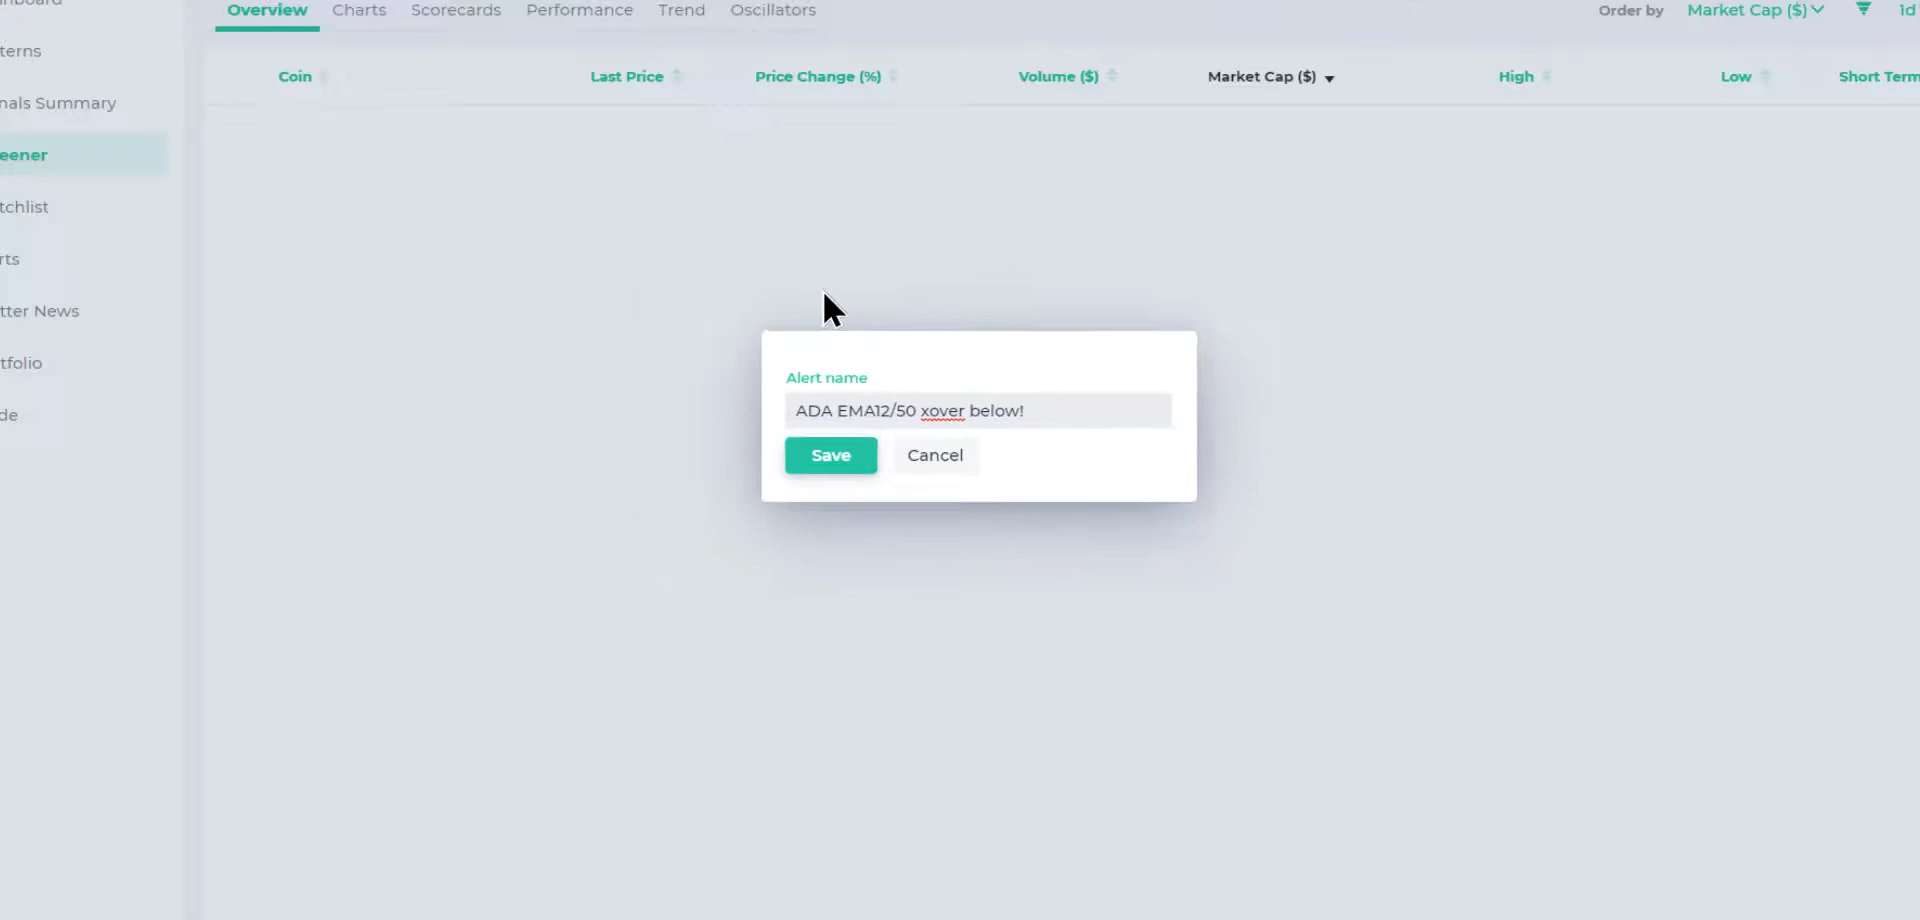 Overview Charts Scorecards Performance Trend Oscillators Order by Market Cap ($) 1d
terns
Coin Last Price Price Change (%) Volume ($) Market Cap ($) High Low Short Term
nals Summary
eener
tchlist
rts
tter News
tfolio
de
Alert name
ADA EMA12/50 xover below!
Save Cancel